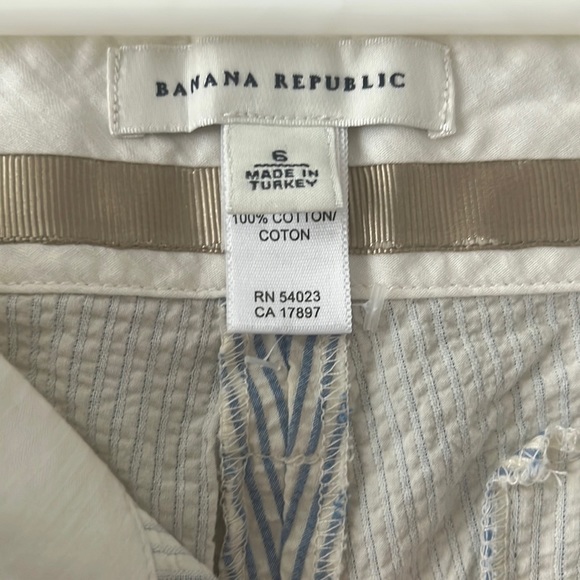 BANANA REPUBLIC
6
MADE IN
TURKEY
100% COTTON/
COTON
RN 54023
CA 17897